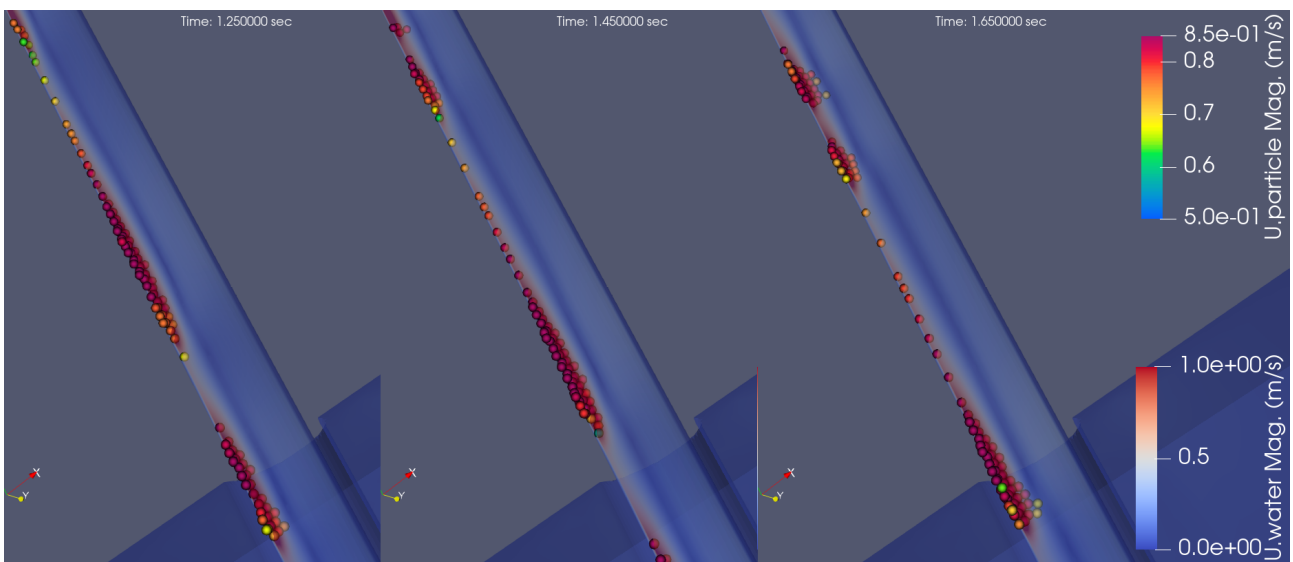 Time: 1.250000 sec
Time: 1.450000 sec
Time: 1.650000 sec
8.5e-01
0.8
0.7
0.6
5.0e-01
U.particle Mag. (m/s)
1.0e+00
0.5
0.0e+00
U.water Mag. (m/s)
X
Y
X
Y
X
Y